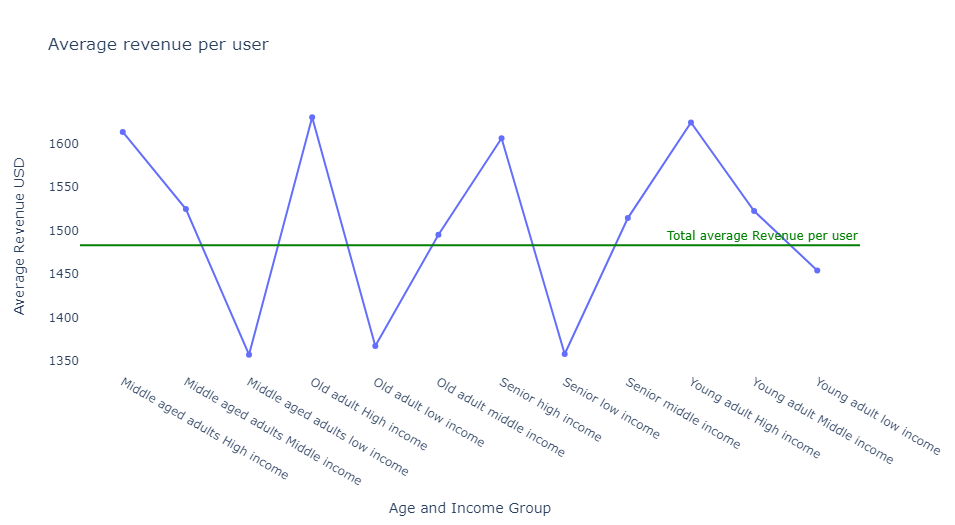 Average revenue per user
1600
1550
1500
1450
1400
1350
Average Revenue USD
Total average Revenue per user
Middle aged adults High income
Middle aged adults Middle income
Middle aged adults low income
Old adult High income
Old adult low income
Old adult middle income
Senior high income
Senior low income
Senior middle income
Young adult High income
Young adult Middle income
Young adult low income
Age and Income Group